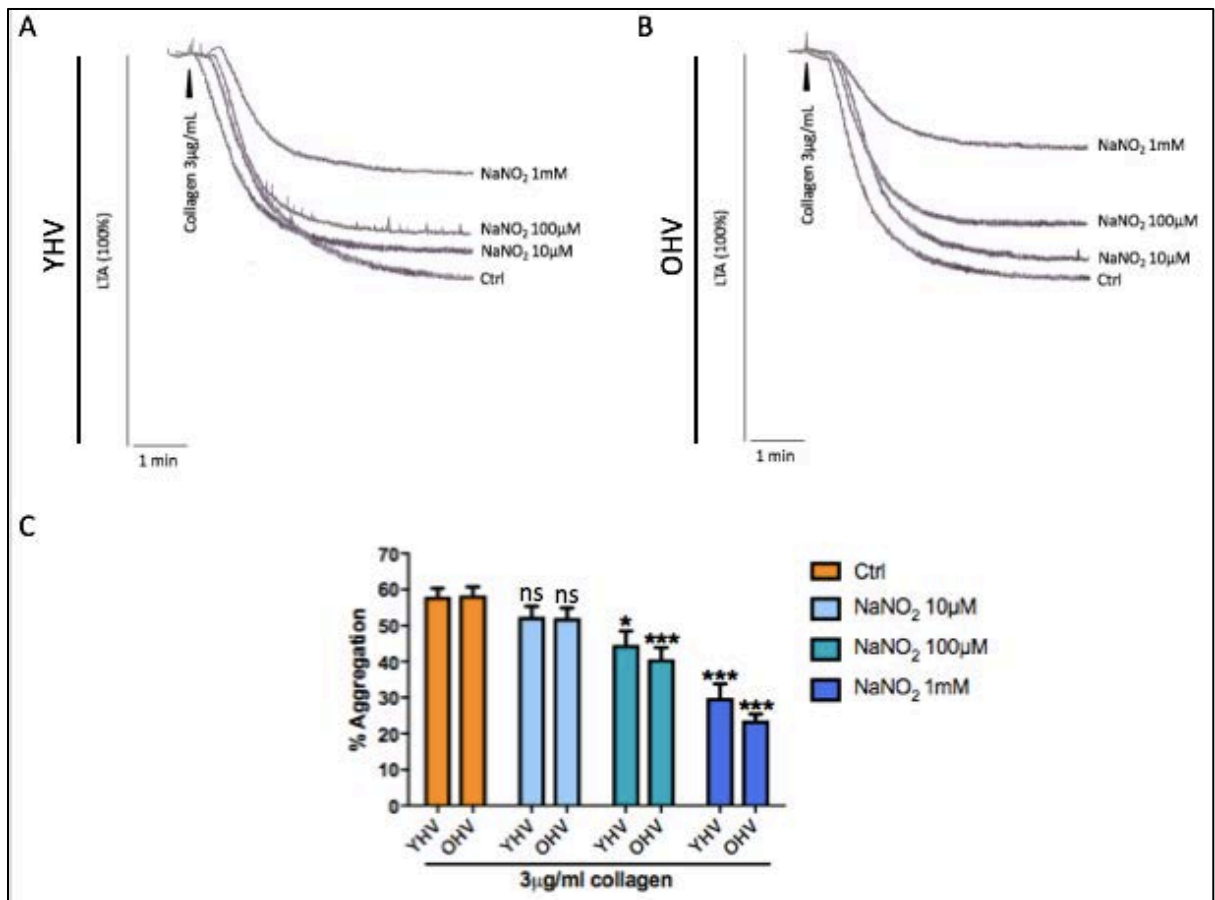 A
YHV
LTA (100%)
Collagen 3µg/mL
NaNO₂ 1mM
NaNO₂ 100µM
NaNO₂ 10µM
Ctrl
1 min
B
OHV
LTA (100%)
Collagen 3µg/mL
NaNO₂ 1mM
NaNO₂ 100µM
NaNO₂ 10µM
Ctrl
1 min
C
% Aggregation
70
60
50
40
30
20
10
0
ns ns * *** *** ***
YHV OHV YHV OHV YHV OHV YHV OHV
3µg/ml collagen
Ctrl
NaNO₂ 10µM
NaNO₂ 100µM
NaNO₂ 1mM